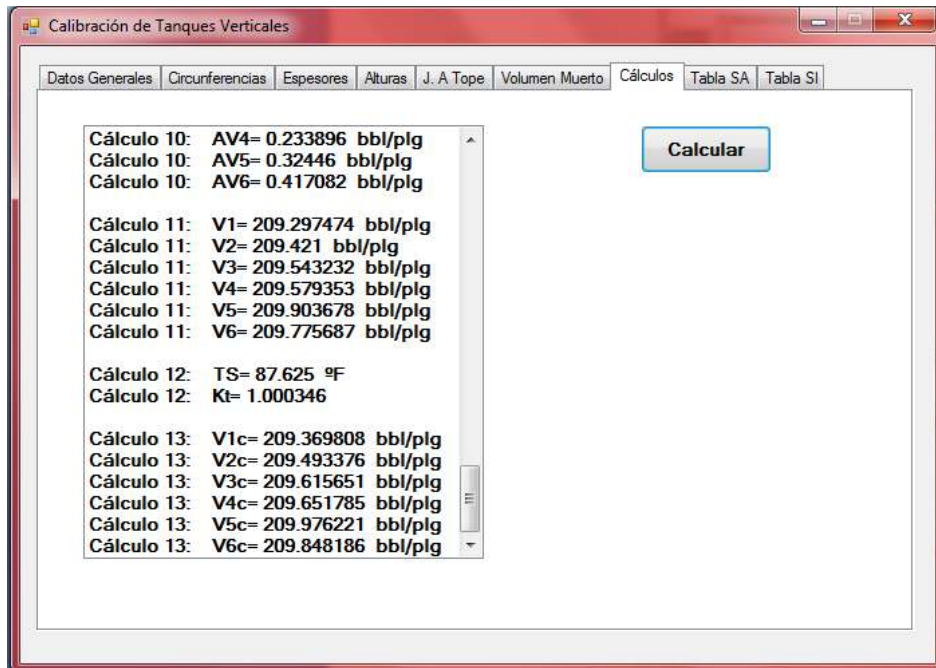 Calibración de Tanques Verticales
Datos Generales Circunferencias Espesores Alturas J. A Tope Volumen Muerto Cálculos Tabla SA Tabla SI
Cálculo 10: AV4= 0.233896 bbl/plg
Cálculo 10: AV5= 0.32446 bbl/plg
Cálculo 10: AV6= 0.417082 bbl/plg
Cálculo 11: V1= 209.297474 bbl/plg
Cálculo 11: V2= 209.421 bbl/plg
Cálculo 11: V3= 209.543232 bbl/plg
Cálculo 11: V4= 209.579353 bbl/plg
Cálculo 11: V5= 209.903678 bbl/plg
Cálculo 11: V6= 209.775687 bbl/plg
Cálculo 12: TS= 87.625 ºF
Cálculo 12: Kt= 1.000346
Cálculo 13: V1c= 209.369808 bbl/plg
Cálculo 13: V2c= 209.493376 bbl/plg
Cálculo 13: V3c= 209.615651 bbl/plg
Cálculo 13: V4c= 209.651785 bbl/plg
Cálculo 13: V5c= 209.976221 bbl/plg
Cálculo 13: V6c= 209.848186 bbl/plg
Calcular